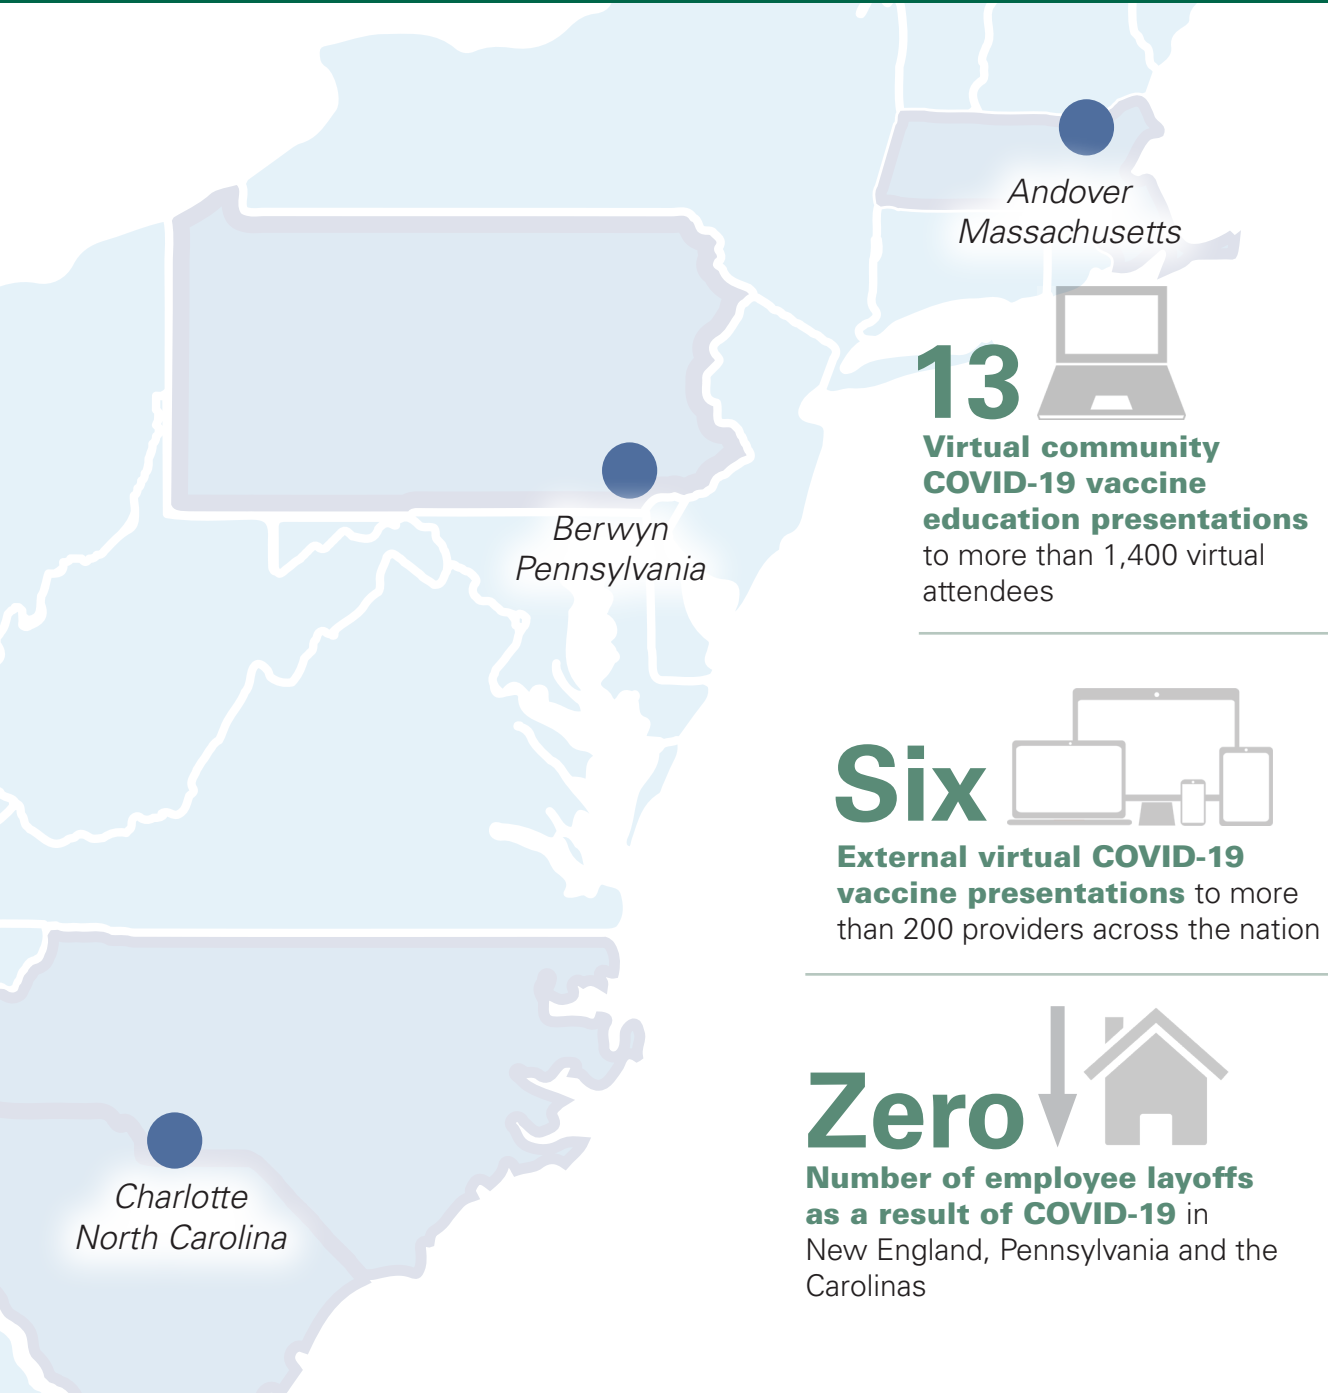 Andover
Massachusetts
13
Virtual community
COVID-19 vaccine
education presentations
to more than 1,400 virtual
attendees
Berwyn
Pennsylvania
Six
External virtual COVID-19
vaccine presentations to more
than 200 providers across the nation
Zero
Number of employee layoffs
as a result of COVID-19 in
New England, Pennsylvania and the
Carolinas
Charlotte
North Carolina